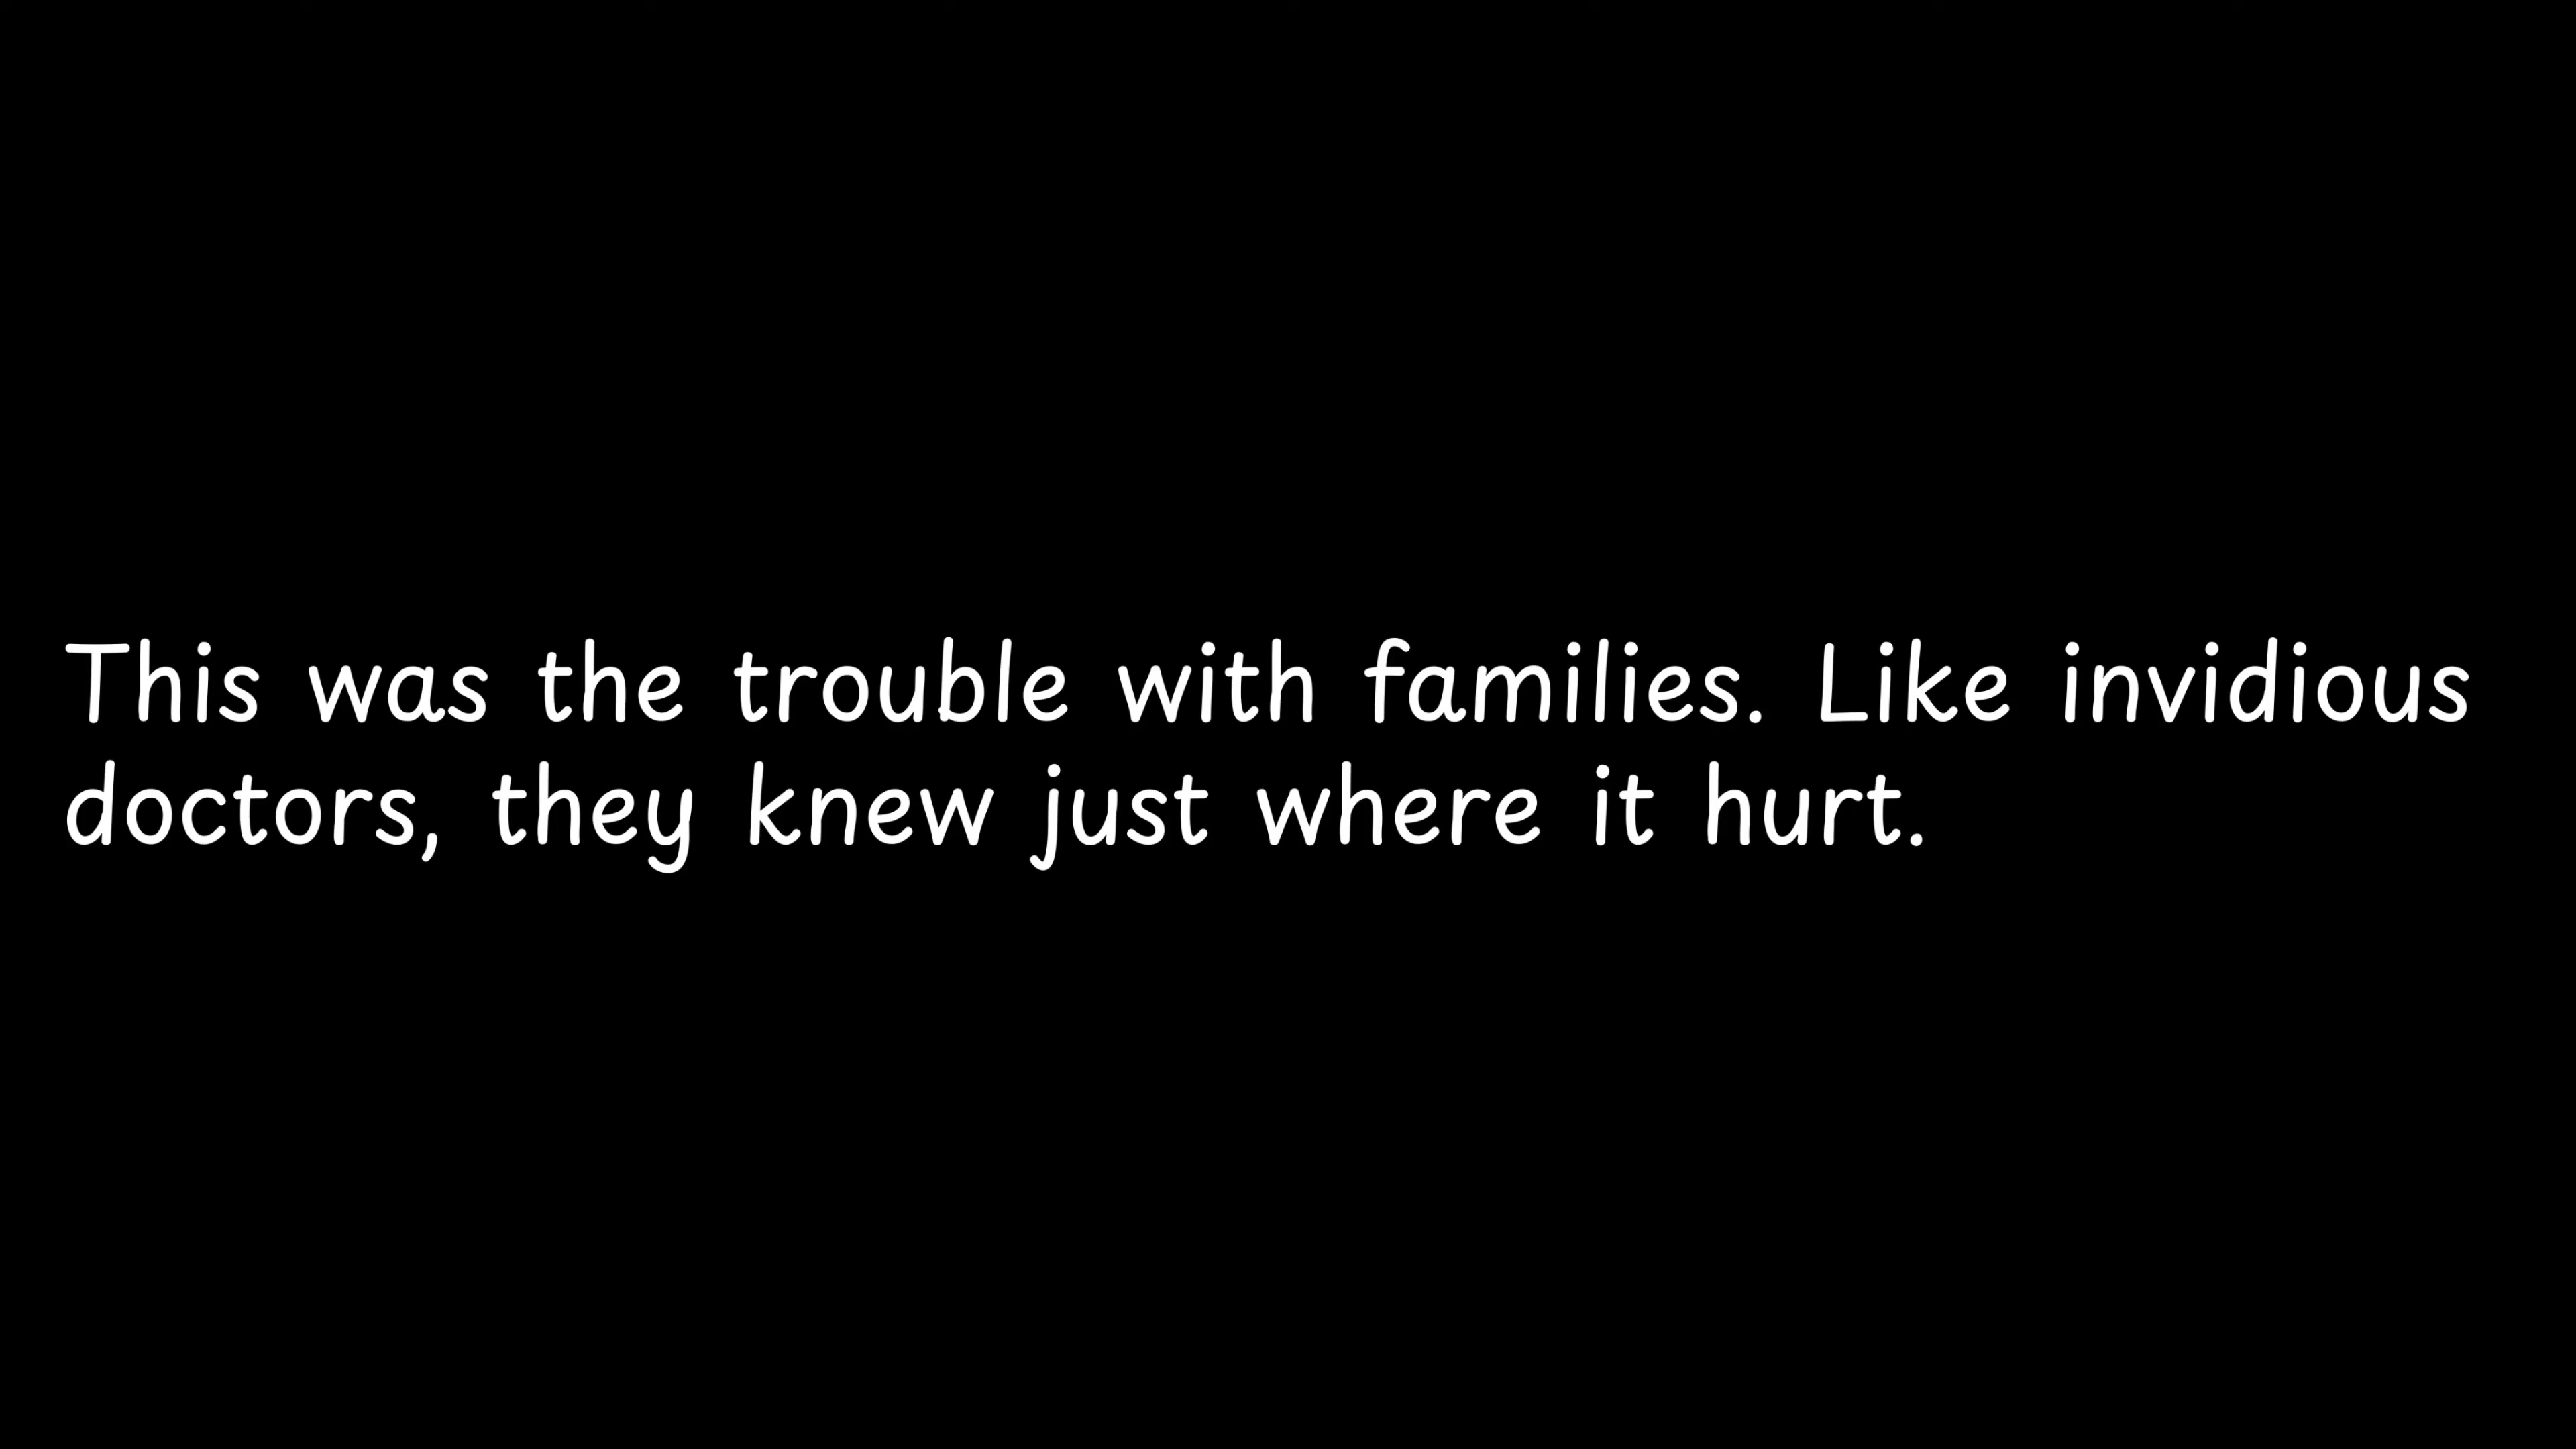 This was the trouble with families. Like invidious
doctors, they knew just where it hurt.